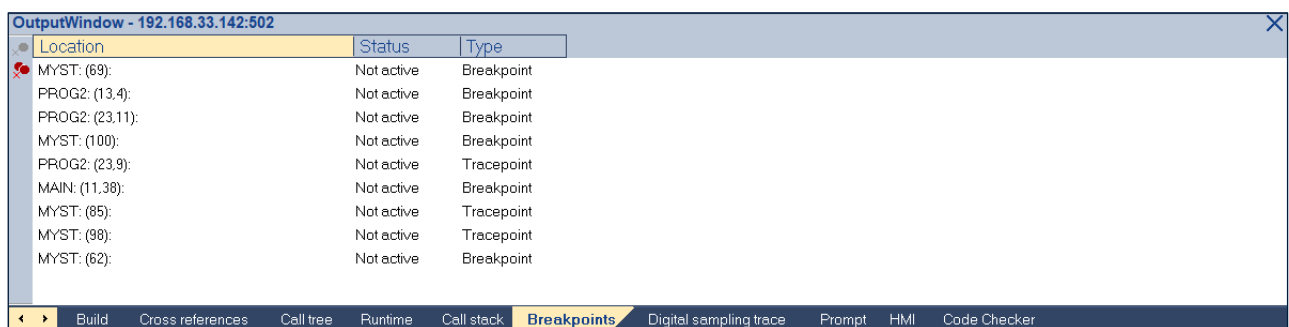 OutputWindow - 192.168.33.142:502
Location Status Type
MYST: (69): Not active Breakpoint
PROG2: (13,4): Not active Breakpoint
PROG2: (23,11): Not active Breakpoint
MYST: (100): Not active Breakpoint
PROG2: (23,9): Not active Tracepoint
MAIN: (11,38): Not active Breakpoint
MYST: (85): Not active Tracepoint
MYST: (98): Not active Tracepoint
MYST: (62): Not active Breakpoint
Build Cross references Call tree Runtime Call stack Breakpoints Digital sampling trace Prompt HMI Code Checker